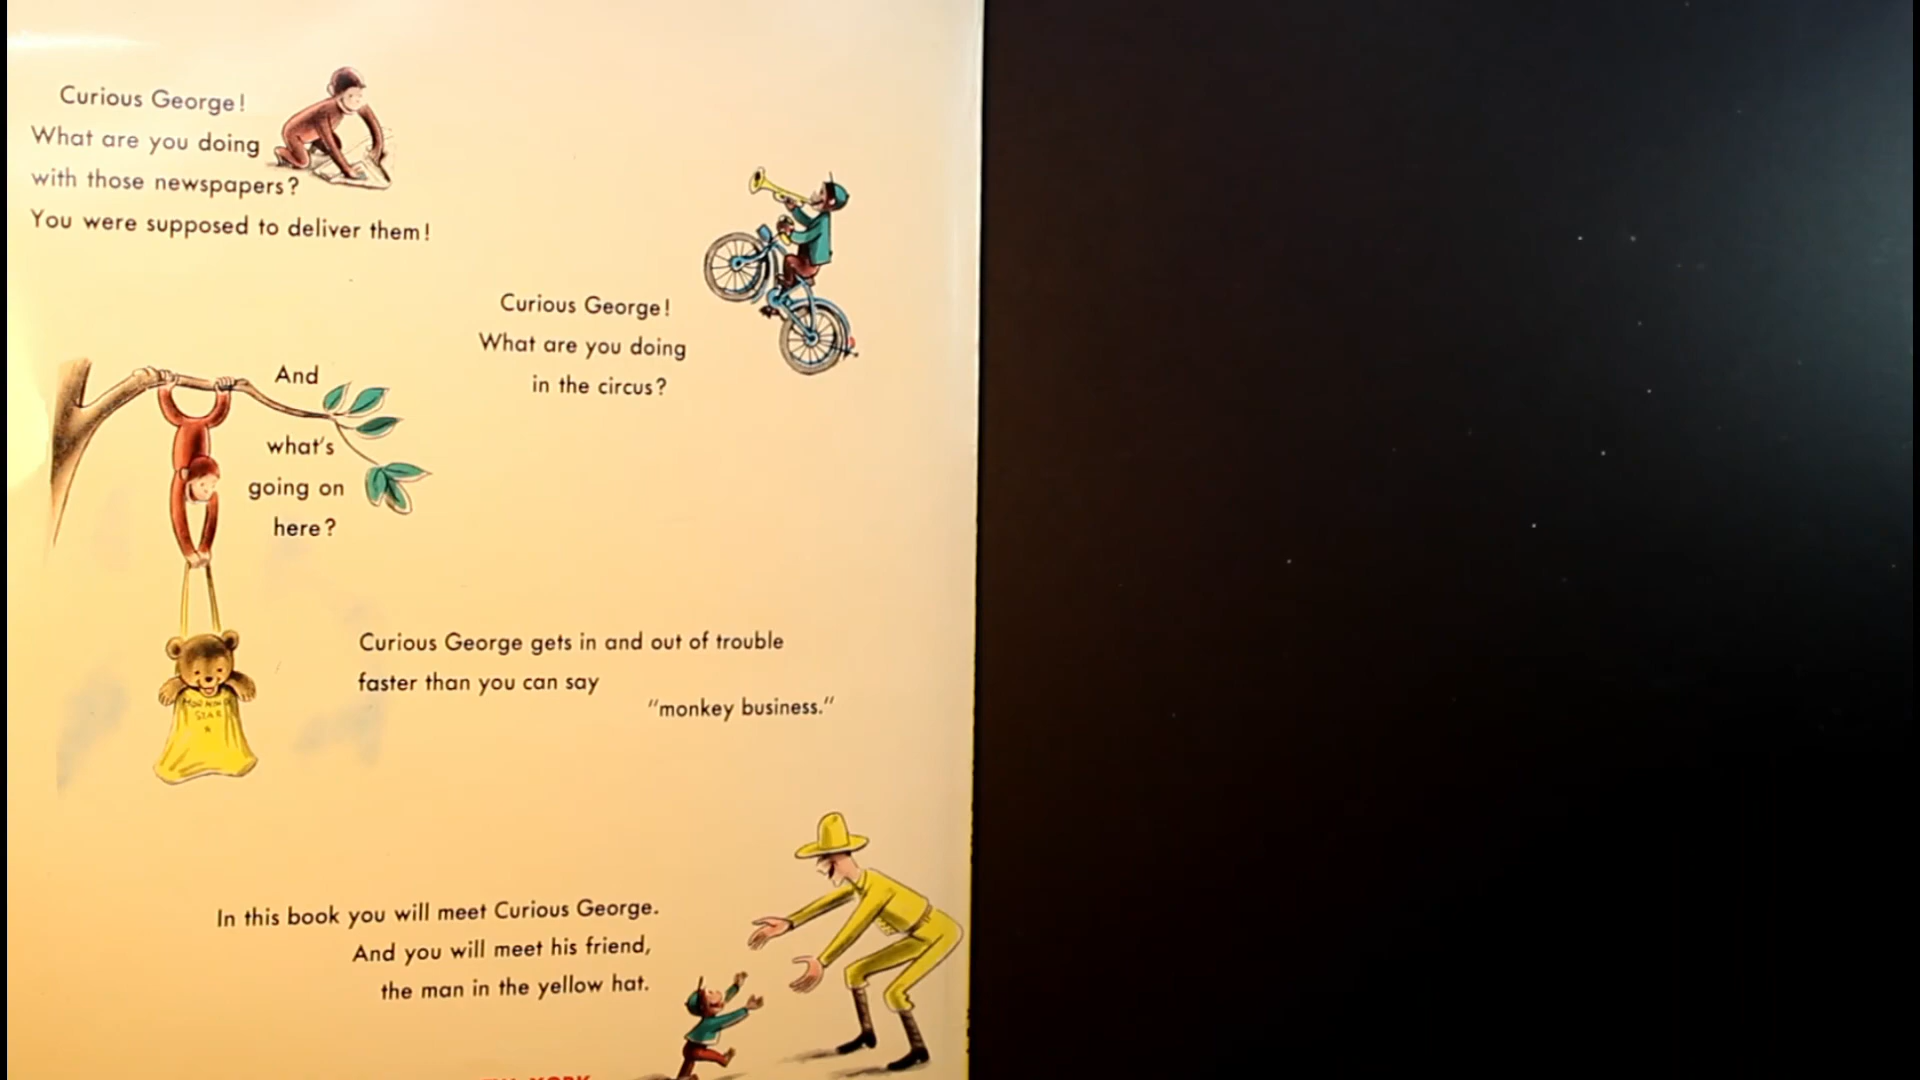 Curious George!
What are you doing
with those newspapers?
You were supposed to deliver them!
Curious George!
What are you doing
in the circus?
And
what's
going on
here?
MORNING
STAR
Curious George gets in and out of trouble
faster than you can say
"monkey business."
In this book you will meet Curious George.
And you will meet his friend,
the man in the yellow hat.